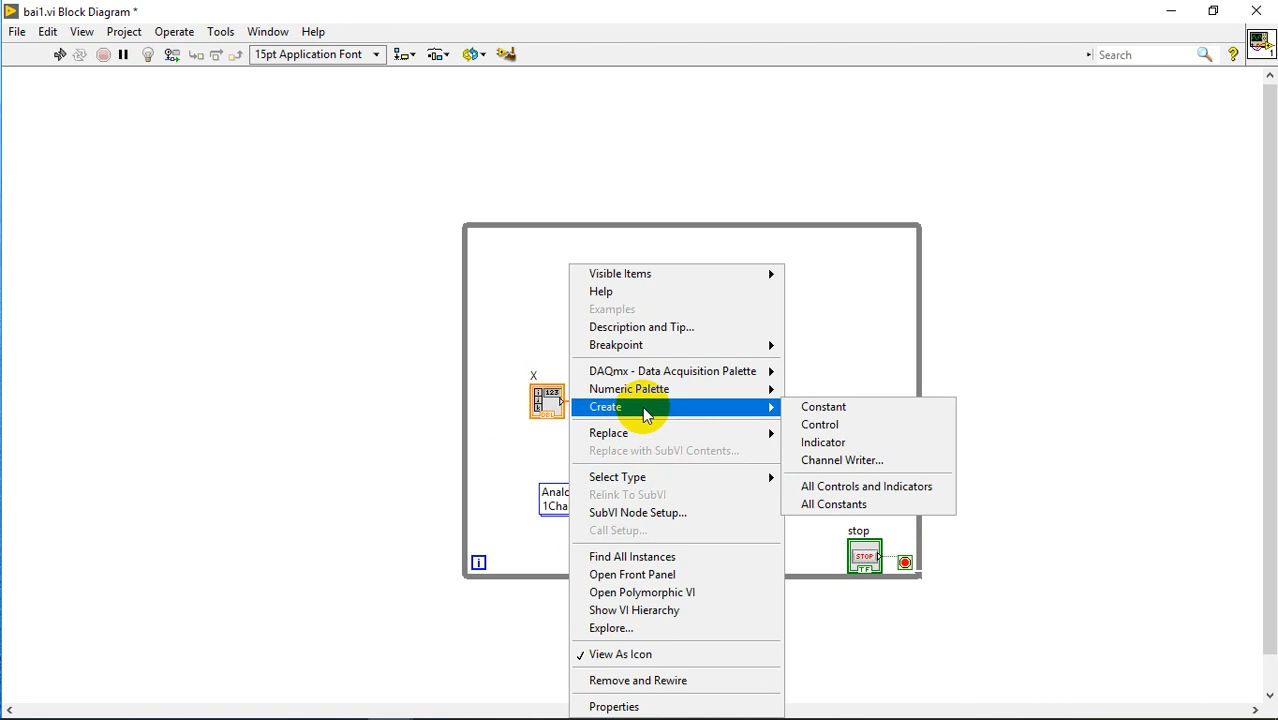 bai1.vi Block Diagram *
File Edit View Project Operate Tools Window Help
15pt Application Font
Search
?
1
Visible Items
Help
Examples
Description and Tip...
Breakpoint
DAQmx - Data Acquisition Palette
Numeric Palette
Create
Replace
Replace with SubVI Contents...
Select Type
Relink To SubVI
SubVI Node Setup...
Call Setup...
Find All Instances
Open Front Panel
Open Polymorphic VI
Show VI Hierarchy
Explore...
View As Icon
Remove and Rewire
Properties
Constant
Control
Indicator
Channel Writer...
All Controls and Indicators
All Constants
X
123
DBL
Analo
1Cha
i
stop
STOP
TF